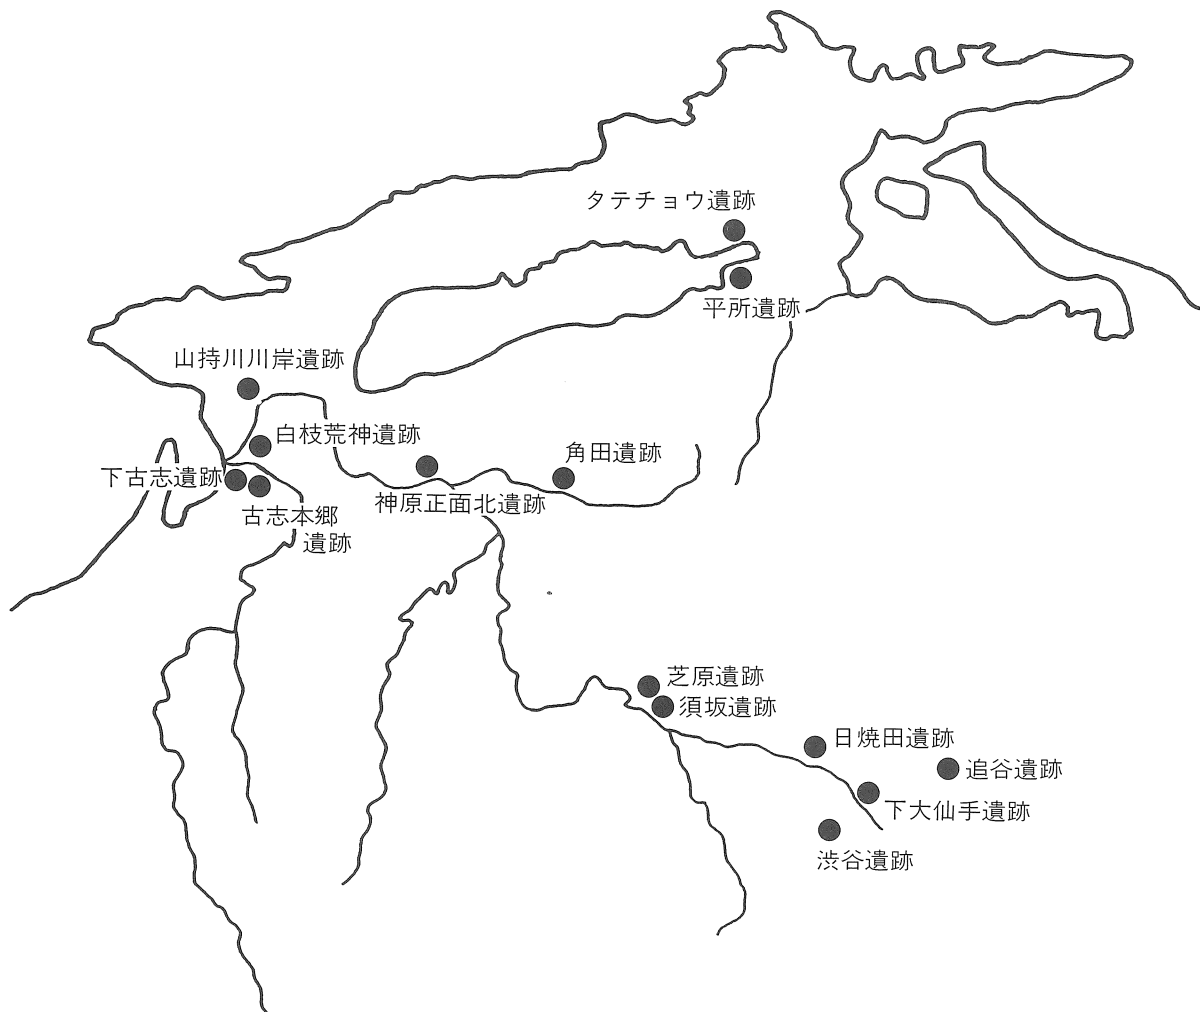 タテチョウ遺跡
平所遺跡
山持川川岸遺跡
白枝荒神遺跡
角田遺跡
下古志遺跡
神原正面北遺跡
古志本郷
遺跡
芝原遺跡
須坂遺跡
日焼田遺跡
追谷遺跡
下大仙手遺跡
渋谷遺跡